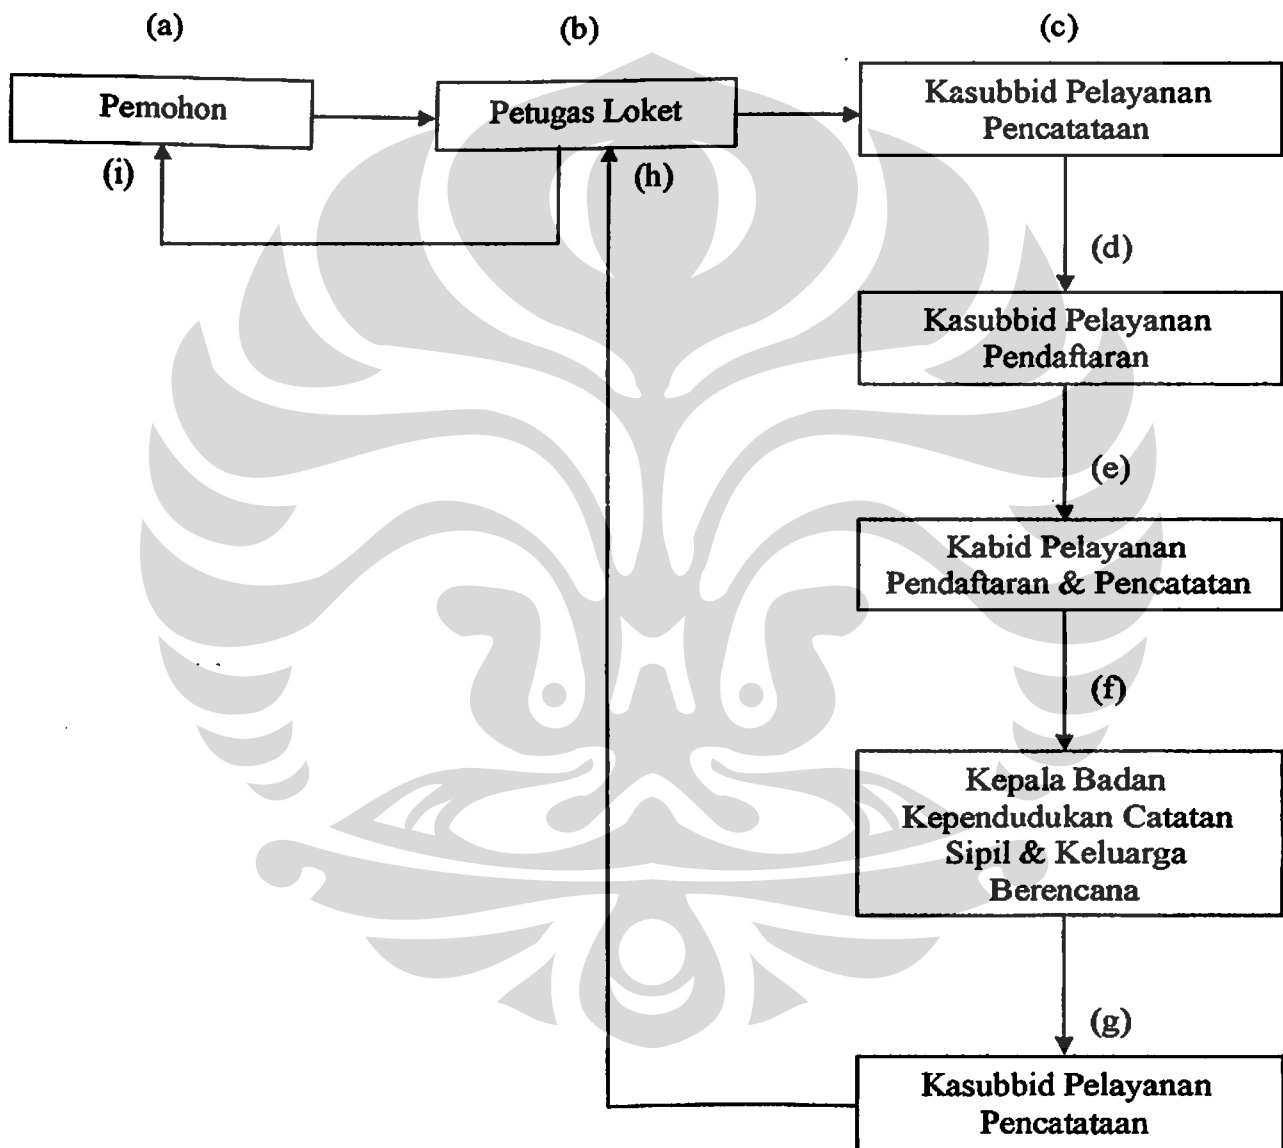 (a)
(b)
(c)
Pemohon
Petugas Loket
Kasubbid Pelayanan
Pencatataan
(i)
(h)
(d)
Kasubbid Pelayanan
Pendaftaran
(e)
Kabid Pelayanan
Pendaftaran & Pencatatan
(f)
Kepala Badan
Kependudukan Catatan
Sipil & Keluarga
Berencana
(g)
Kasubbid Pelayanan
Pencatataan